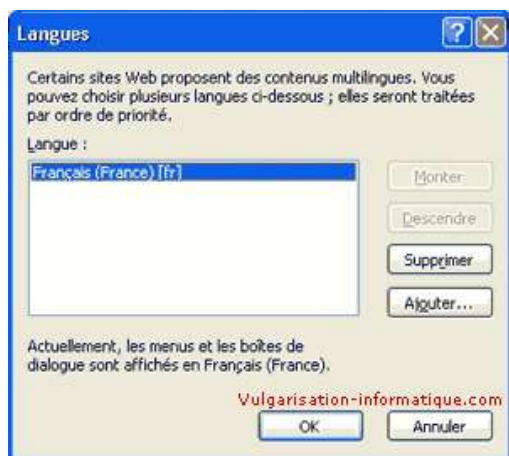 Langues
Certains sites Web proposent des contenus multilingues. Vous
pouvez choisir plusieurs langues ci-dessous ; elles seront traitées
par ordre de priorité.
Langue :
Français (France) [fr]
Monter
Descendre
Supprimer
Ajouter...
Actuellement, les menus et les boîtes de
dialogue sont affichés en Français (France).
Vulgarisation-informatique.com
OK
Annuler